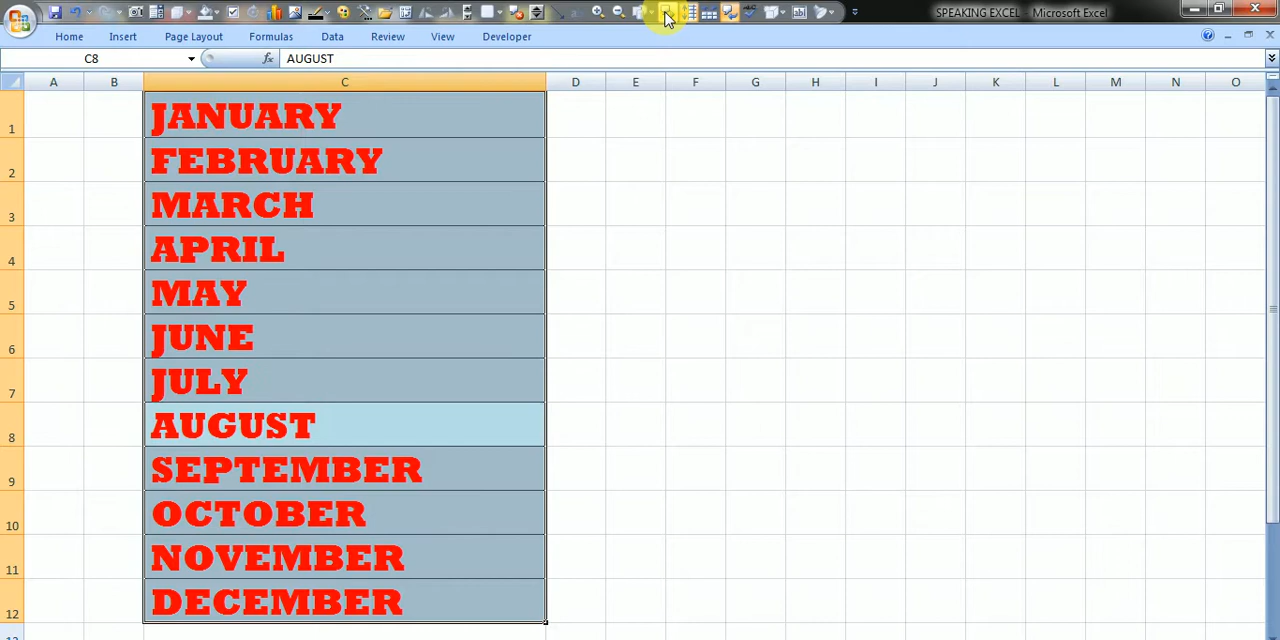 SPEAKING EXCEL - Microsoft Excel
Home Insert Page Layout Formulas Data Review View Developer
C8 fx AUGUST
A B C D E F G H I J K L M N O
1 JANUARY
2 FEBRUARY
3 MARCH
4 APRIL
5 MAY
6 JUNE
7 JULY
8 AUGUST
9 SEPTEMBER
10 OCTOBER
11 NOVEMBER
12 DECEMBER